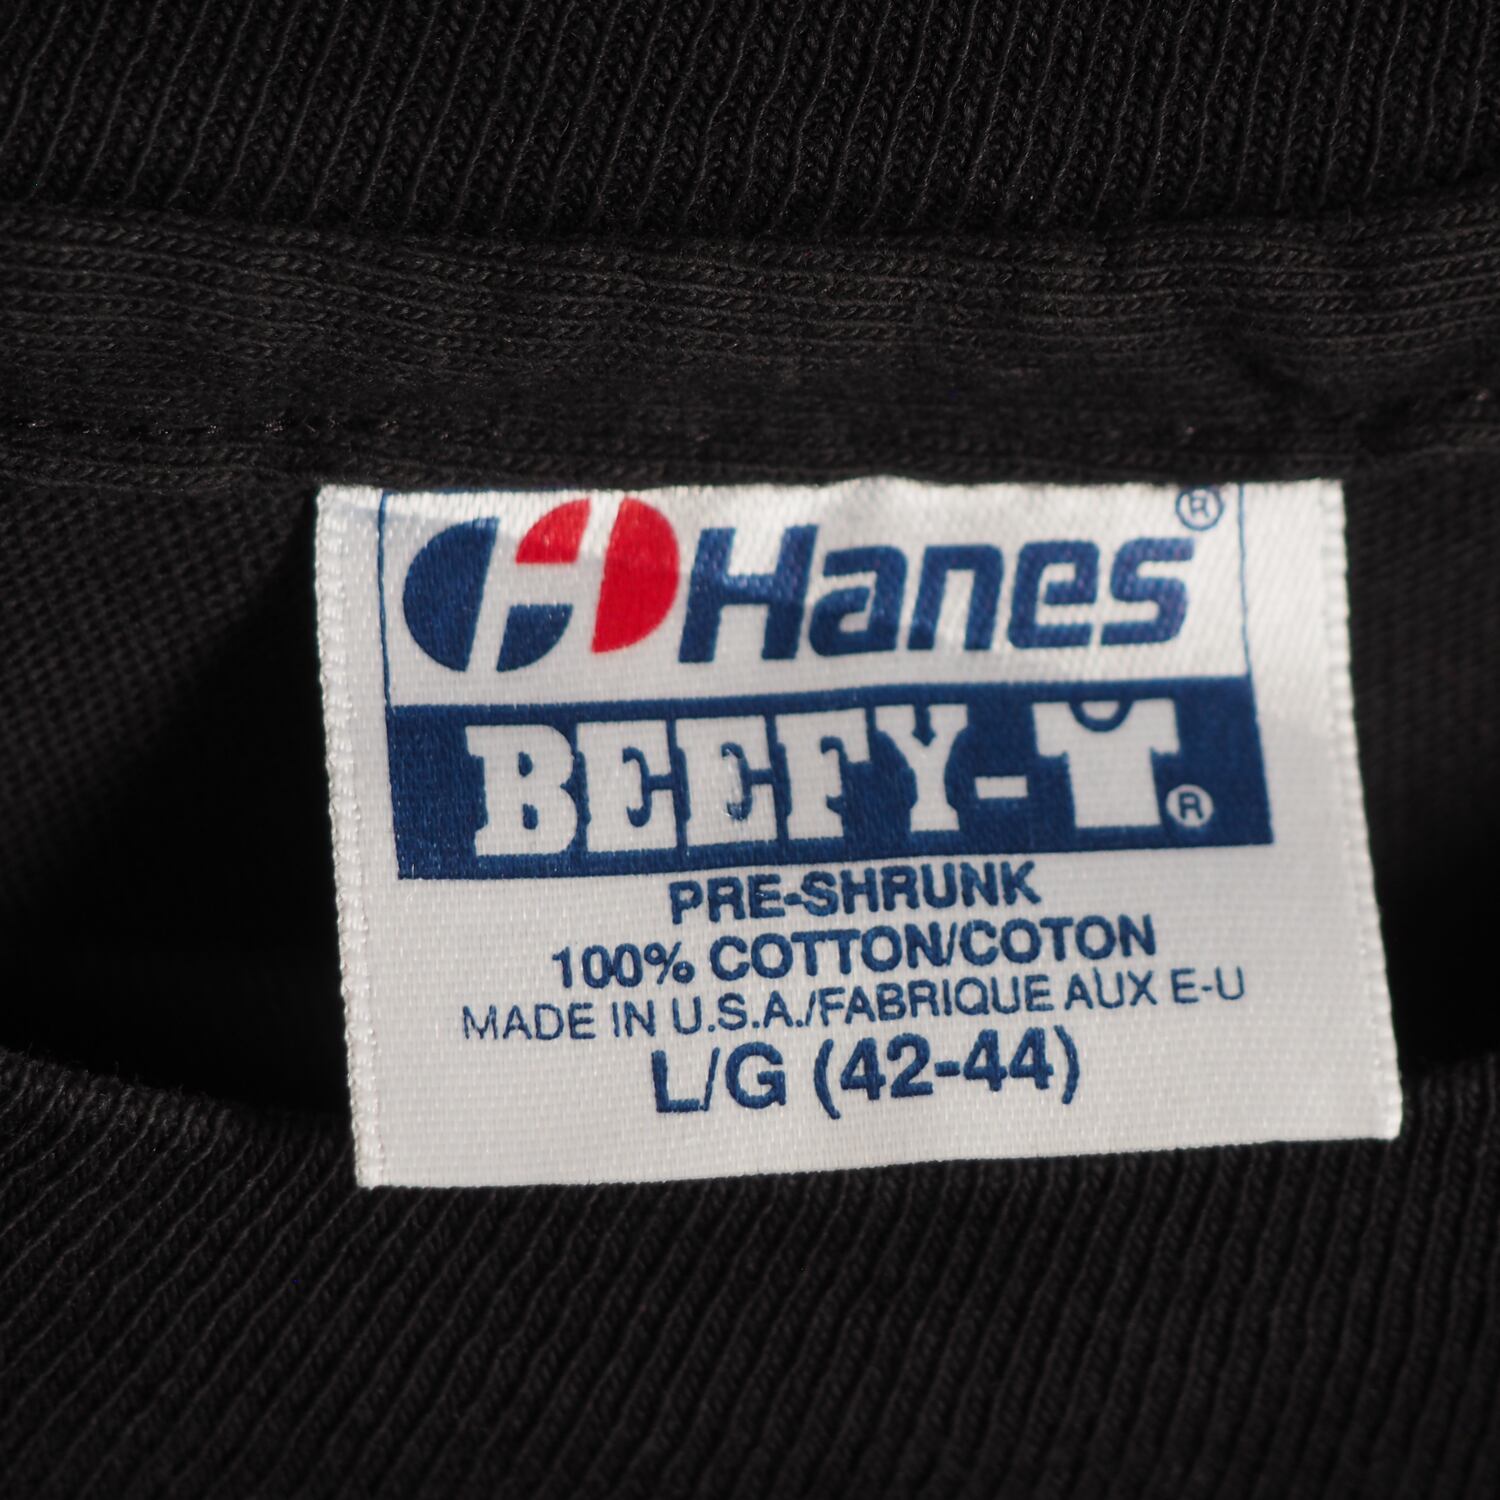 Hanes®
BEEFY-T®
PRE-SHRUNK
100% COTTON/COTON
MADE IN U.S.A./FABRIQUE AUX E-U
L/G (42-44)